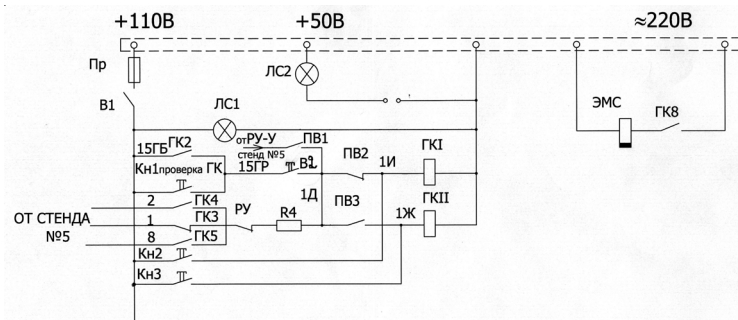 +110В +50В ≈220В
Пр
ЛС2
В1
ЛС1
ЭМС
ГК8
отРУ-У
ПВ1
стенд №5
15ГБ
ГК2
Кн1проверка ГК
15ГР
ПВ2
1И
ГКI
1Д
2
ГК4
ОТ СТЕНДА
№5
1
ГК3
РУ
R4
ПВ3
1Ж
ГКII
8
ГК5
Кн2
Кн3